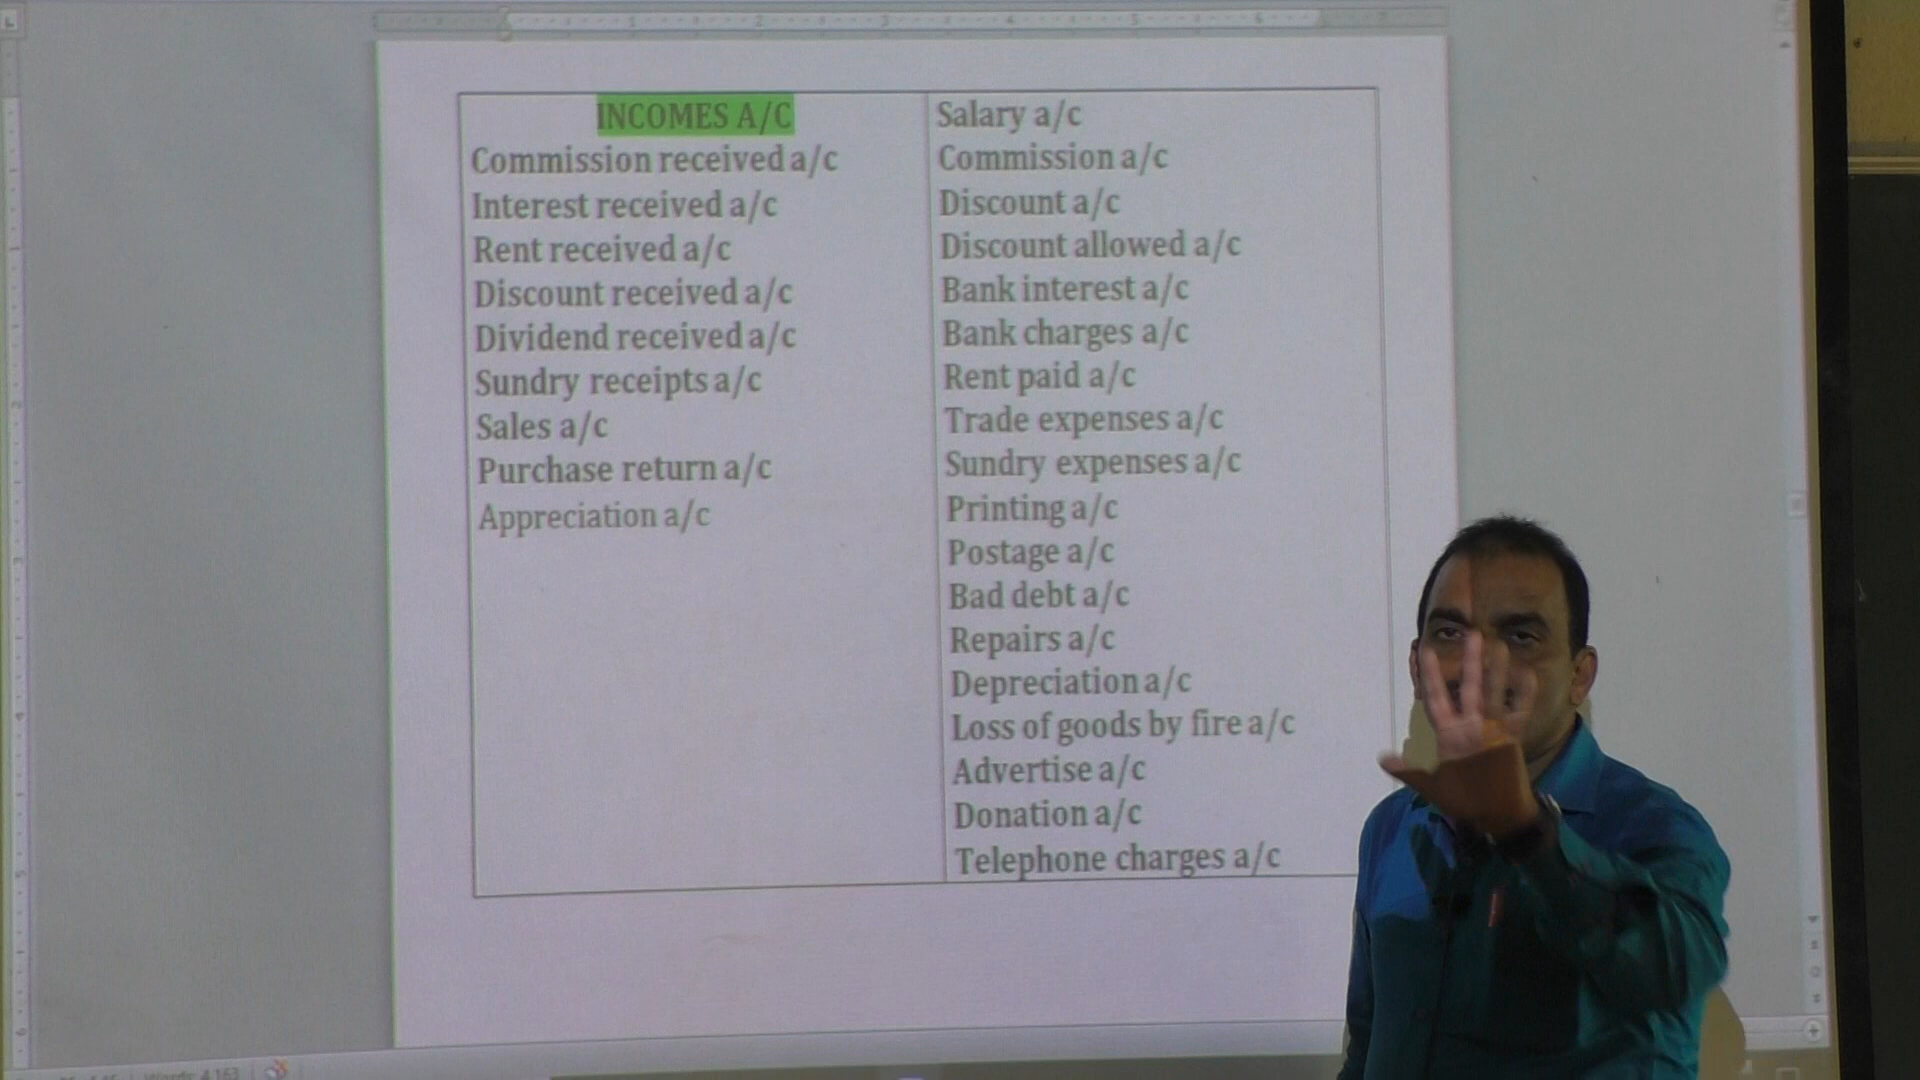 INCOMES A/C
Commission received a/c
Interest received a/c
Rent received a/c
Discount received a/c
Dividend received a/c
Sundry receipts a/c
Sales a/c
Purchase return a/c
Appreciation a/c
Salary a/c
Commission a/c
Discount a/c
Discount allowed a/c
Bank interest a/c
Bank charges a/c
Rent paid a/c
Trade expenses a/c
Sundry expenses a/c
Printing a/c
Postage a/c
Bad debt a/c
Repairs a/c
Depreciation a/c
Loss of goods by fire a/c
Advertise a/c
Donation a/c
Telephone charges a/c